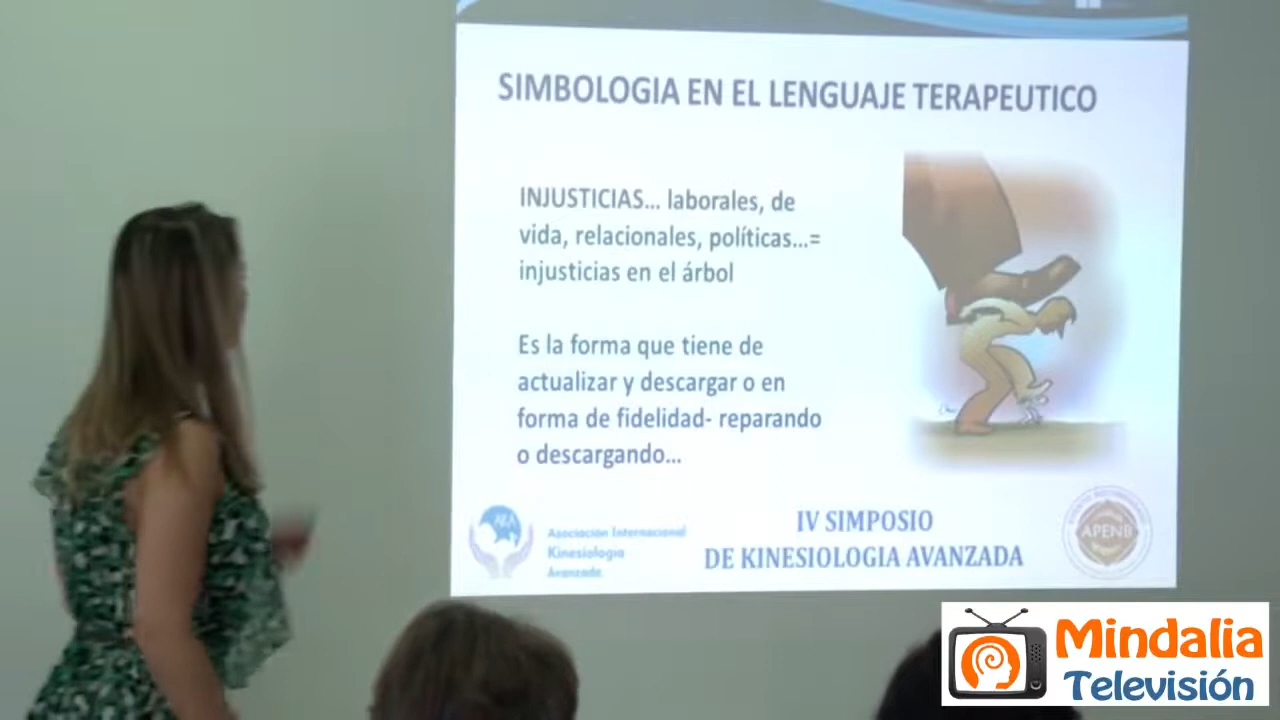 SIMBOLOGIA EN EL LENGUAJE TERAPEUTICO
INJUSTICIAS... laborales, de
vida, relacionales, políticas...=
injusticias en el árbol
Es la forma que tiene de
actualizar y descargar o en
forma de fidelidad- reparando
o descargando...
Asociación Internacional
Kinesiología
Avanzada
IV SIMPOSIO
DE KINESIOLOGIA AVANZADA
APENB
Mindalia
Televisión